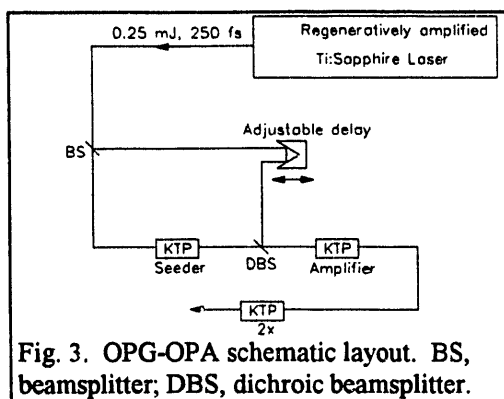 0.25 mJ, 250 fs
Regeneratively amplified
Ti:Sapphire Laser
Adjustable delay
BS
KTP
Seeder
DBS
KTP
Amplifier
KTP
2x
Fig. 3. OPG-OPA schematic layout. BS,
beamsplitter; DBS, dichroic beamsplitter.